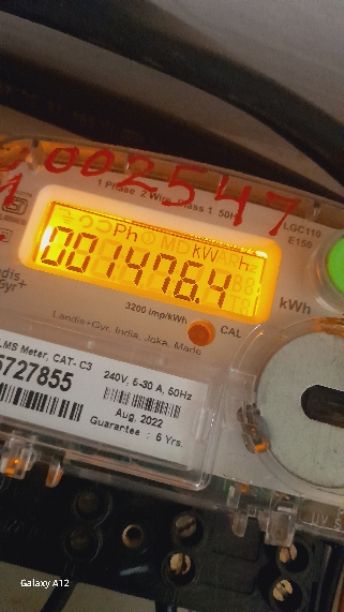 002547
1 Phase 2 Wire Class 1 50Hz
LGC110
E150
Ph MD kWARHz
001476.4
kWh
3200 imp/kWh
CAL
Landis+Gyr, India, Joka, Made
LMS Meter, CAT- C3
5727855
240V, 5-30 A, 50Hz
Aug. 2022
Guarantee : 6 Yrs.
Galaxy A12